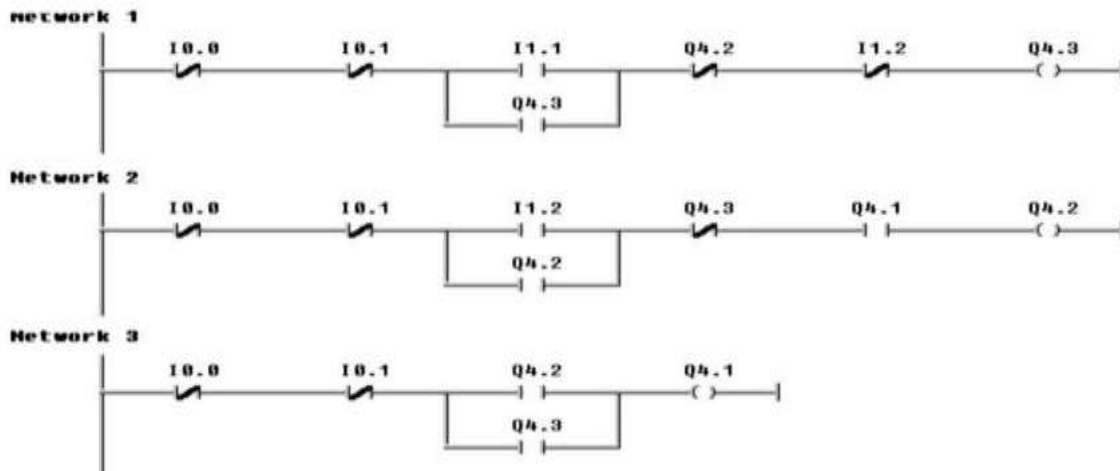 network 1
I0.0 I0.1 I1.1 Q4.2 I1.2 Q4.3
Q4.3
Network 2
I0.0 I0.1 I1.2 Q4.3 Q4.1 Q4.2
Q4.2
Network 3
I0.0 I0.1 Q4.2 Q4.1
Q4.3